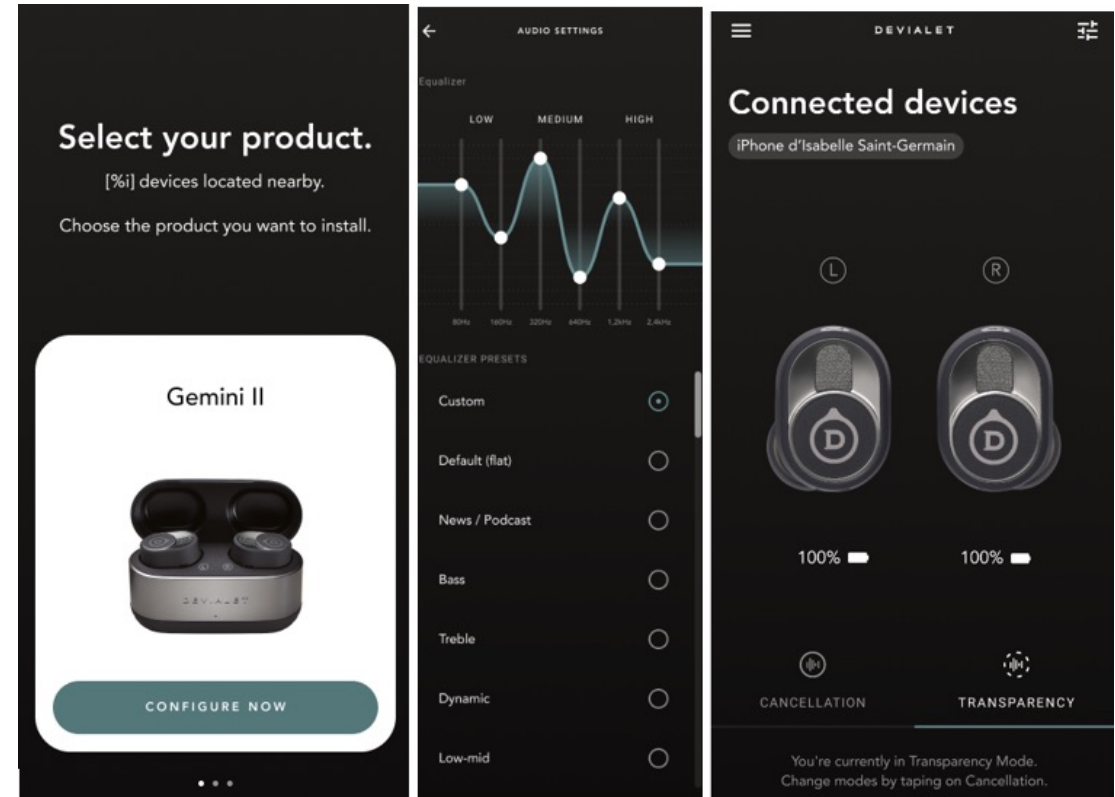 Select your product.
[%i] devices located nearby.
Choose the product you want to install.
Gemini II
L R
DEVIALET
CONFIGURE NOW
AUDIO SETTINGS
Equalizer
LOW MEDIUM HIGH
80Hz 160Hz 320Hz 640Hz 1,2kHz 2,4kHz
EQUALIZER PRESETS
Custom
Default (flat)
News / Podcast
Bass
Treble
Dynamic
Low-mid
DEVIALET
Connected devices
iPhone d'Isabelle Saint-Germain
L R
D D
100% 100%
CANCELLATION TRANSPARENCY
You're currently in Transparency Mode.
Change modes by taping on Cancellation.